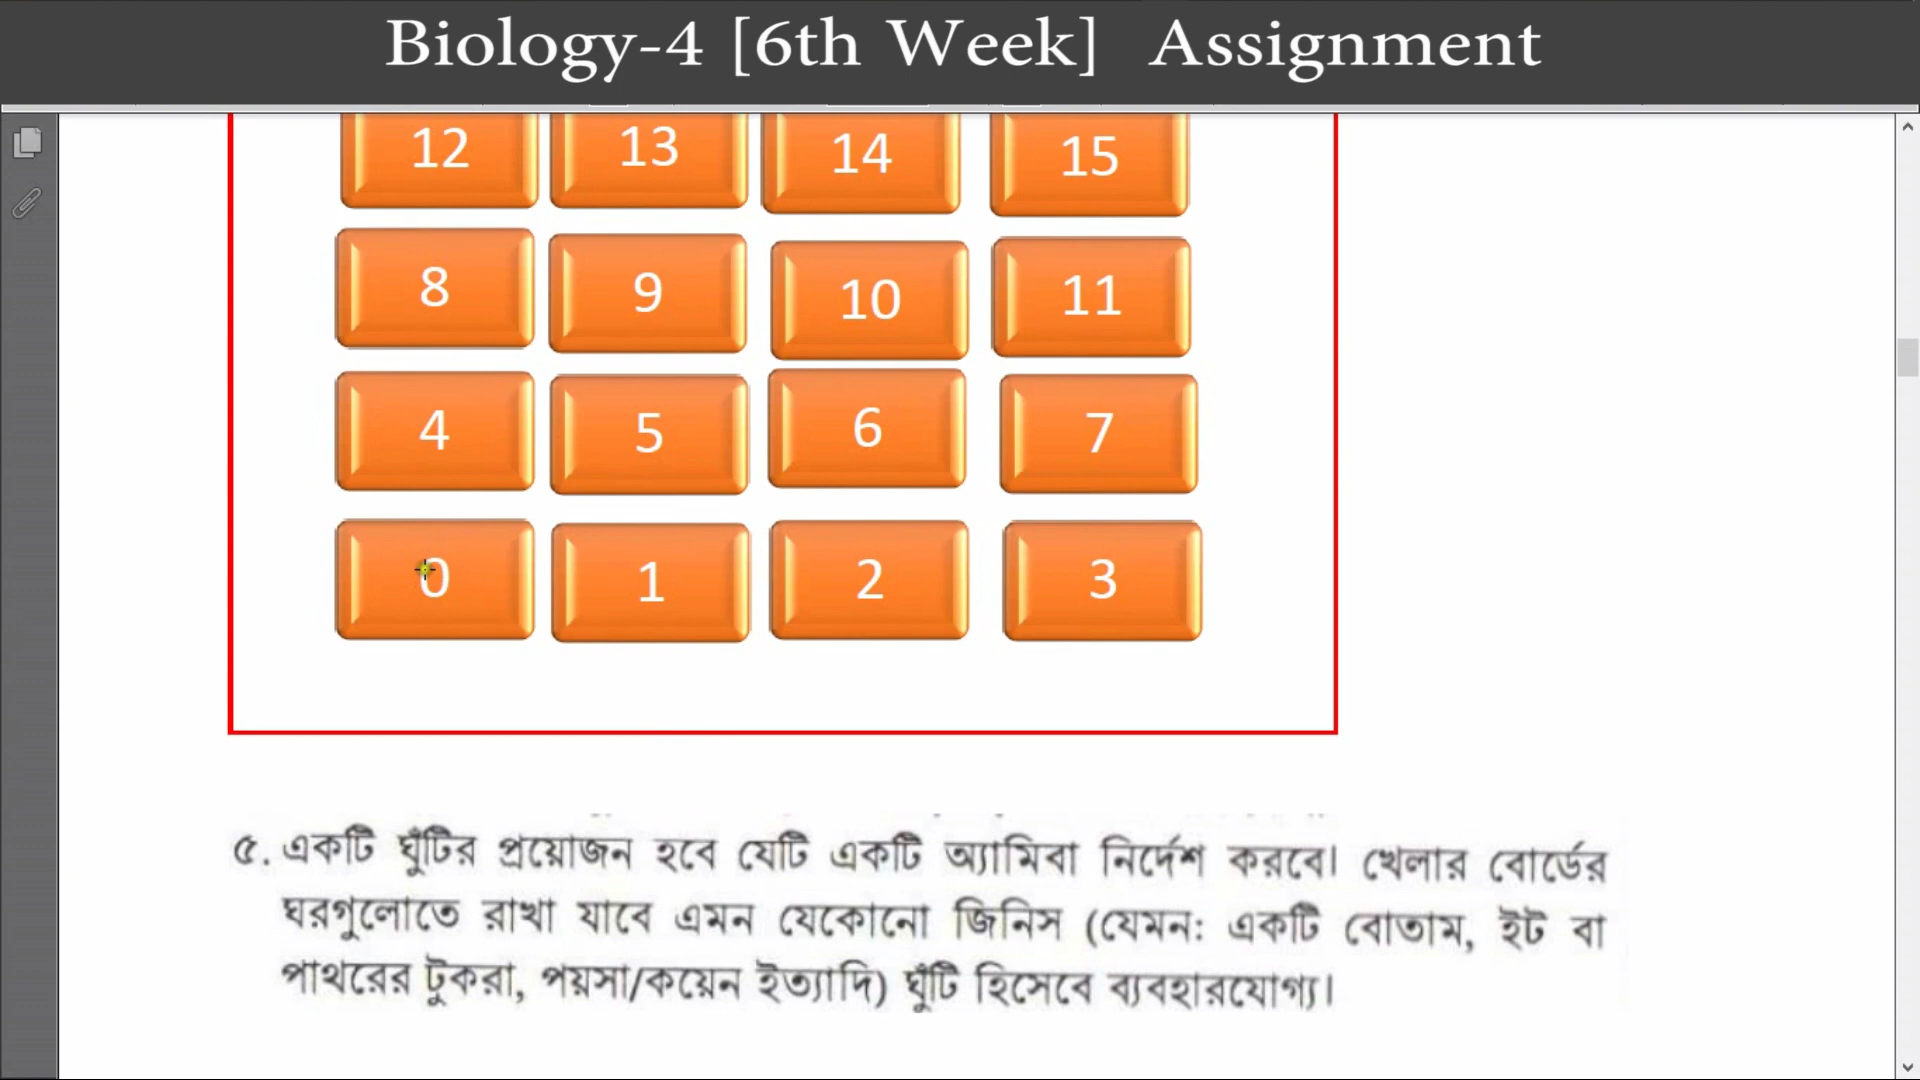 Biology-4 [6th Week] Assignment
12 13 14 15
8 9 10 11
4 5 6 7
0 1 2 3
৫. একটি ঘুঁটির প্রয়োজন হবে যেটি একটি অ্যামিবা নির্দেশ করবে। খেলার বোর্ডের
ঘরগুলোতে রাখা যাবে এমন যেকোনো জিনিস (যেমন: একটি বোতাম, ইট বা
পাথরের টুকরা, পয়সা/কয়েন ইত্যাদি) ঘুঁটি হিসেবে ব্যবহারযোগ্য।